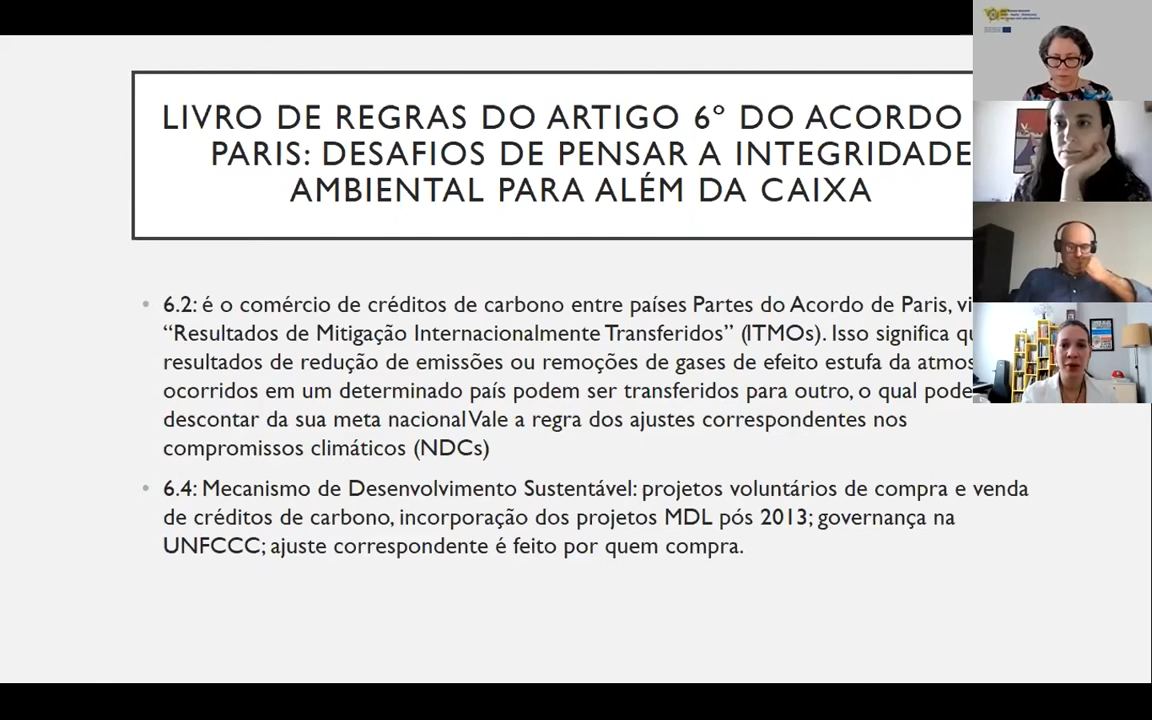 LIVRO DE REGRAS DO ARTIGO 6º DO ACORDO
PARIS: DESAFIOS DE PENSAR A INTEGRIDADE
AMBIENTAL PARA ALÉM DA CAIXA
6.2: é o comércio de créditos de carbono entre países Partes do Acordo de Paris, vi
“Resultados de Mitigação Internacionalmente Transferidos” (ITMOs). Isso significa qu
resultados de redução de emissões ou remoções de gases de efeito estufa da atmos
ocorridos em um determinado país podem ser transferidos para outro, o qual pode
descontar da sua meta nacional Vale a regra dos ajustes correspondentes nos
compromissos climáticos (NDCs)
6.4: Mecanismo de Desenvolvimento Sustentável: projetos voluntários de compra e venda
de créditos de carbono, incorporação dos projetos MDL pós 2013; governança na
UNFCCC; ajuste correspondente é feito por quem compra.